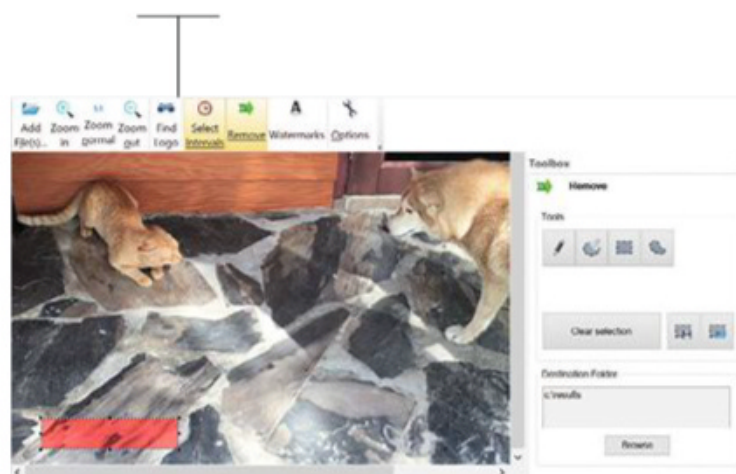 Add File(s)...
Zoom in
Zoom normal
Zoom out
Find Logo
Select Intervals
Remove
Watermarks
Options
Toolbox
Remove
Tools
Clear selection
Destination Folder
c:\results
Browse